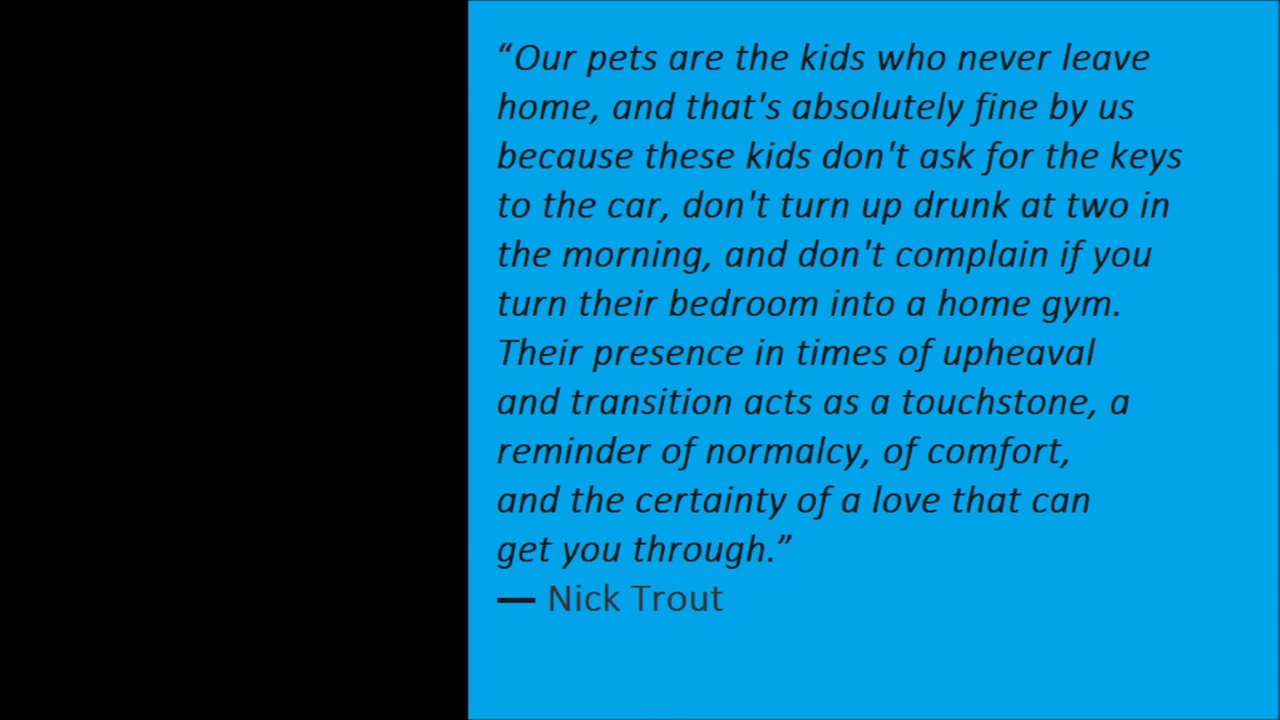 “Our pets are the kids who never leave
home, and that's absolutely fine by us
because these kids don't ask for the keys
to the car, don't turn up drunk at two in
the morning, and don't complain if you
turn their bedroom into a home gym.
Their presence in times of upheaval
and transition acts as a touchstone, a
reminder of normalcy, of comfort,
and the certainty of a love that can
get you through.”
— Nick Trout